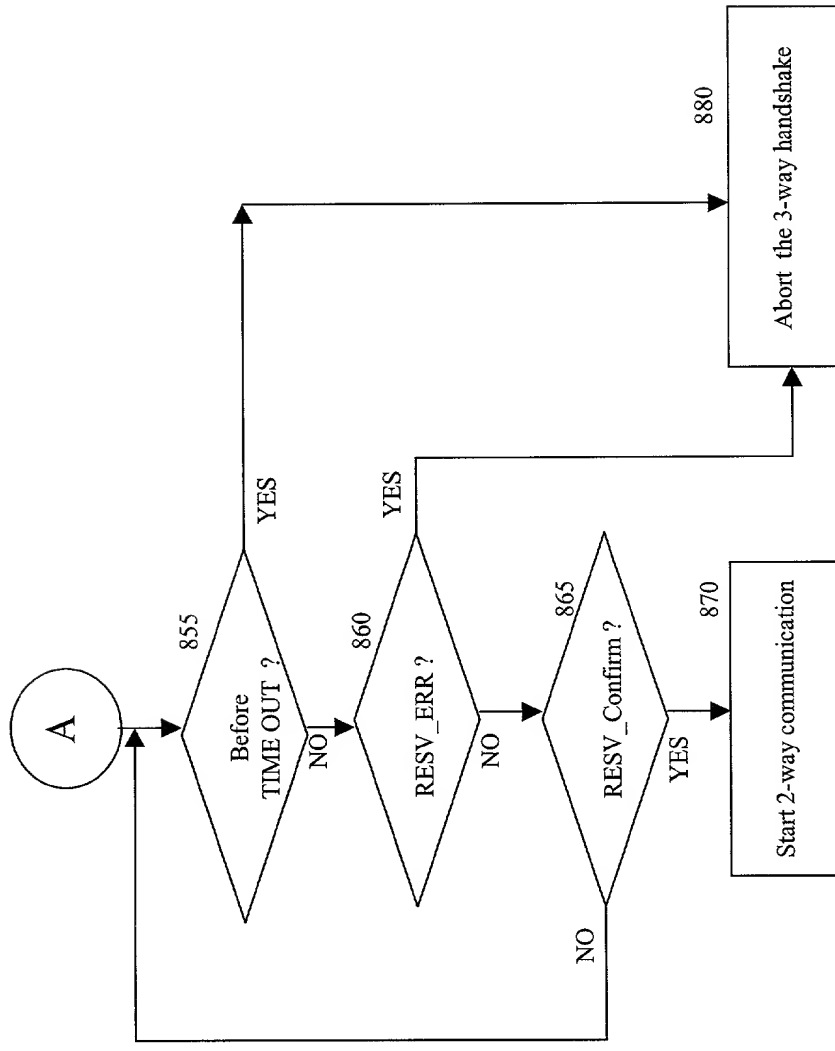 A
855
Before
TIME OUT ?
YES
NO
860
RESV_ERR ?
YES
NO
865
RESV_Confirm ?
NO
YES
870
Start 2-way communication
880
Abort the 3-way handshake